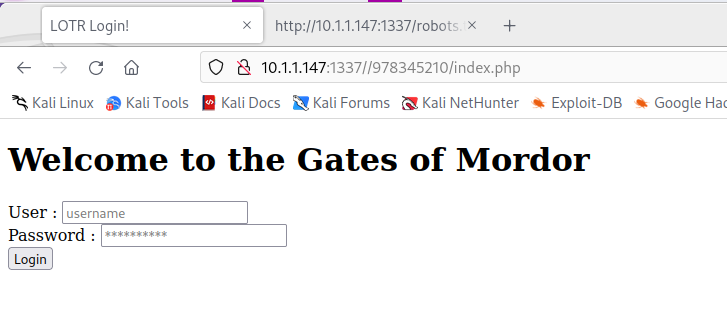 LOTR Login!
http://10.1.1.147:1337/robots.
10.1.1.147:1337//978345210/index.php
Kali Linux Kali Tools Kali Docs Kali Forums Kali NetHunter Exploit-DB Google Hac
Welcome to the Gates of Mordor
User : username
Password : **********
Login